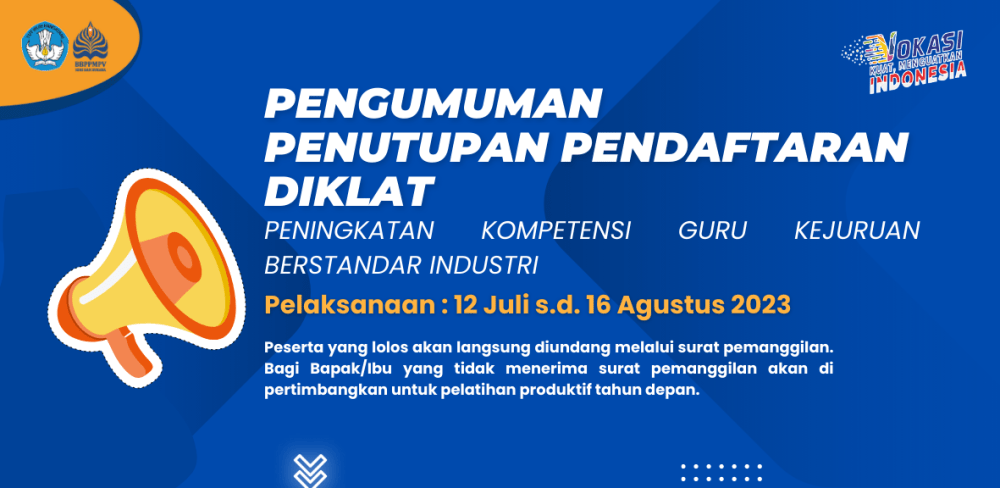 BBPPMPV
VOKASI
KUAT, MENGUATKAN
INDONESIA
PENGUMUMAN
PENUTUPAN PENDAFTARAN
DIKLAT
PENINGKATAN KOMPETENSI GURU KEJURUAN
BERSTANDAR INDUSTRI
Pelaksanaan : 12 Juli s.d. 16 Agustus 2023
Peserta yang lolos akan langsung diundang melalui surat pemanggilan.
Bagi Bapak/Ibu yang tidak menerima surat pemanggilan akan di
pertimbangkan untuk pelatihan produktif tahun depan.